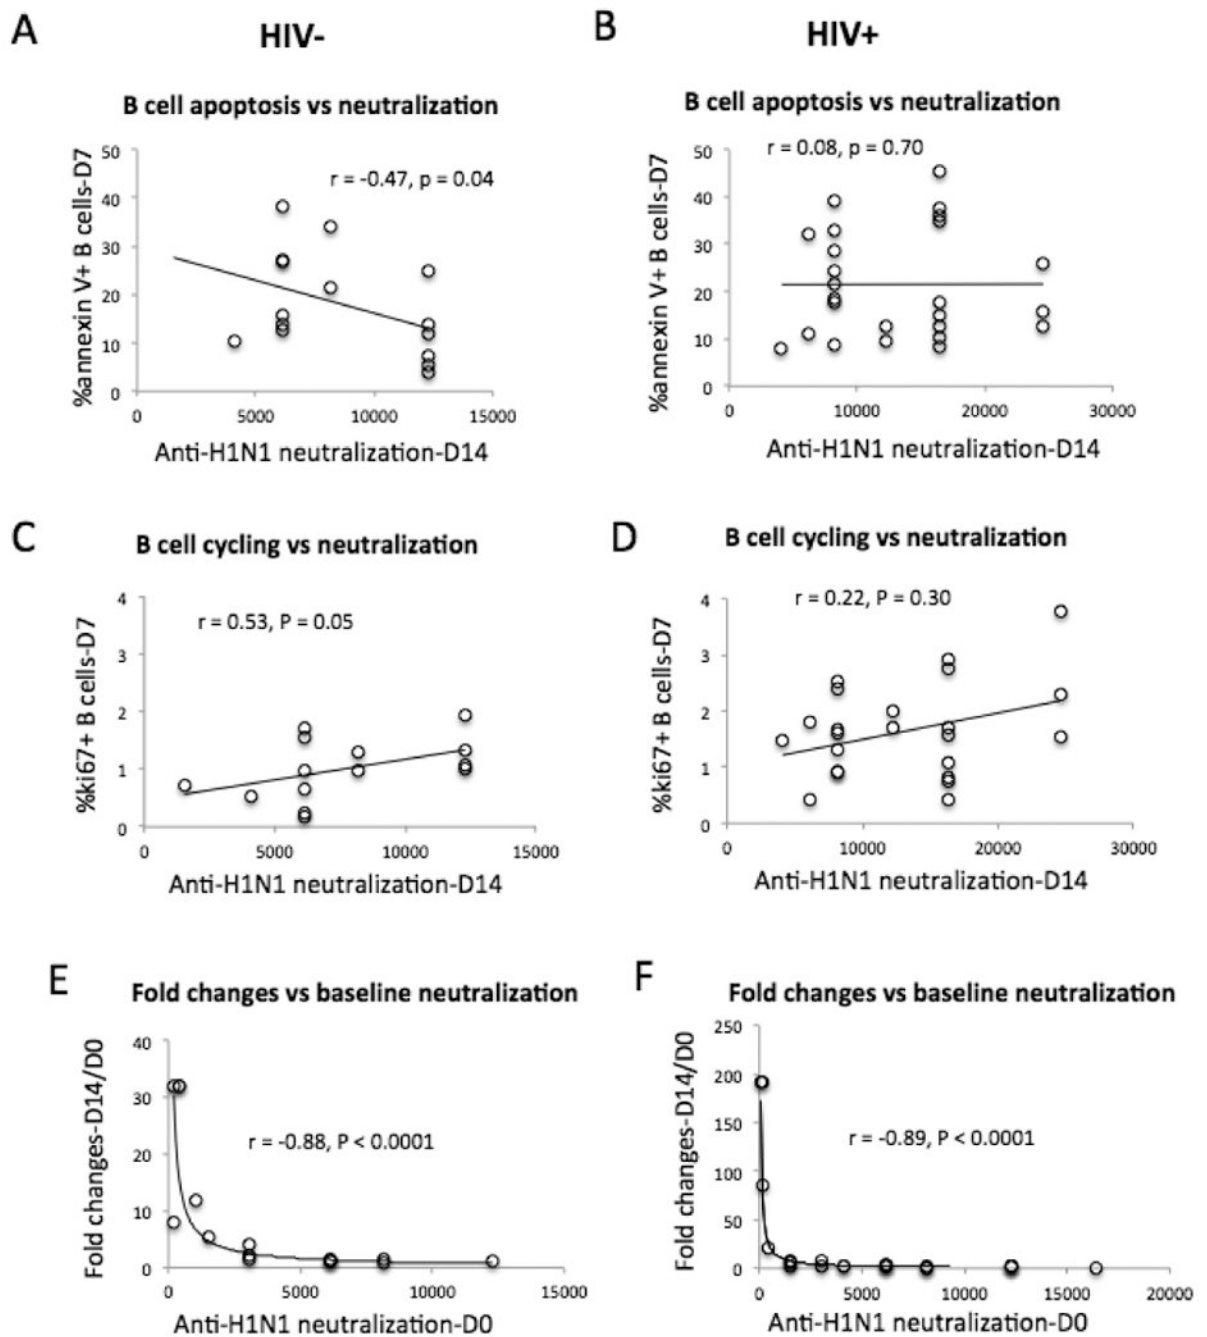 A
HIV-
B cell apoptosis vs neutralization
r = -0.47, p = 0.04
%annexin V+ B cells-D7
50
40
30
20
10
0
0 5000 10000 15000
Anti-H1N1 neutralization-D14
B
HIV+
B cell apoptosis vs neutralization
r = 0.08, p = 0.70
%annexin V+ B cells-D7
50
40
30
20
10
0
0 10000 20000 30000
Anti-H1N1 neutralization-D14
C
B cell cycling vs neutralization
r = 0.53, P = 0.05
%ki67+ B cells-D7
4
3
2
1
0
0 5000 10000 15000
Anti-H1N1 neutralization-D14
D
B cell cycling vs neutralization
r = 0.22, P = 0.30
%ki67+ B cells-D7
4
3
2
1
0
0 10000 20000 30000
Anti-H1N1 neutralization-D14
E
Fold changes vs baseline neutralization
r = -0.88, P < 0.0001
Fold changes-D14/D0
40
30
20
10
0
0 5000 10000 15000
Anti-H1N1 neutralization-D0
F
Fold changes vs baseline neutralization
r = -0.89, P < 0.0001
Fold changes-D14/D0
250
200
150
100
50
0
0 5000 10000 15000 20000
Anti-H1N1 neutralization-D0